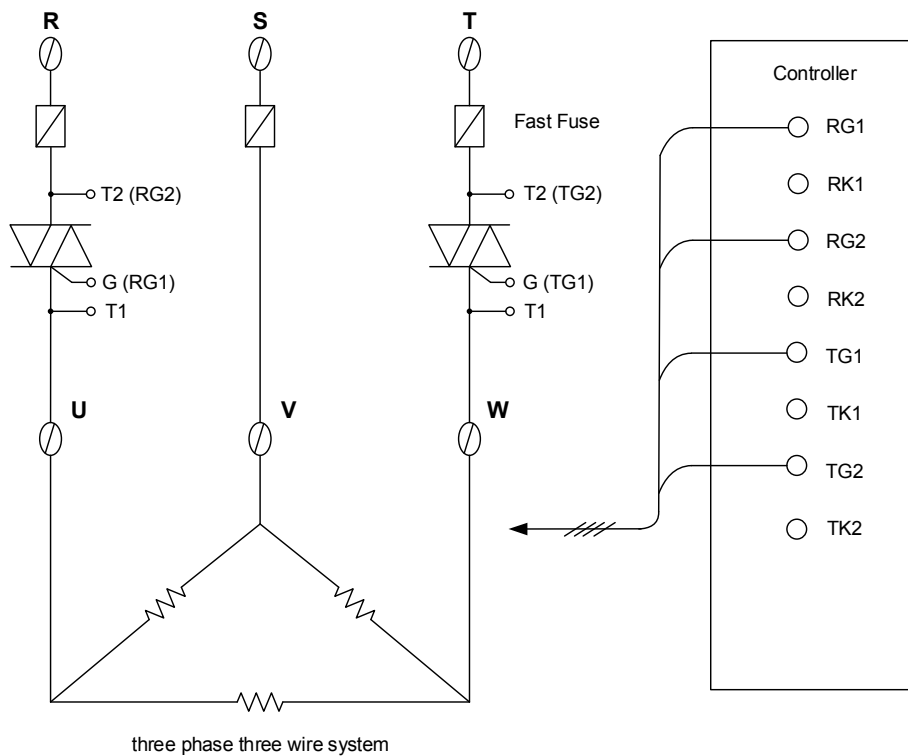 R S T
Controller
Fast Fuse
RG1
T2 (RG2) T2 (TG2)
RK1
RG2
G (RG1) G (TG1)
RK2
T1 T1
TG1
U V W
TK1
TG2
TK2
three phase three wire system